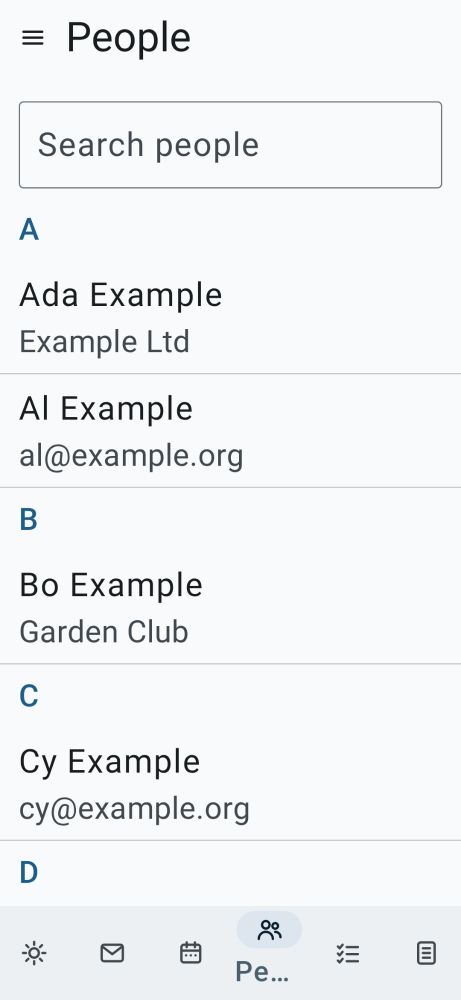 People
Search people
A
Ada Example
Example Ltd
Al Example
al@example.org
B
Bo Example
Garden Club
C
Cy Example
cy@example.org
D
Pe…